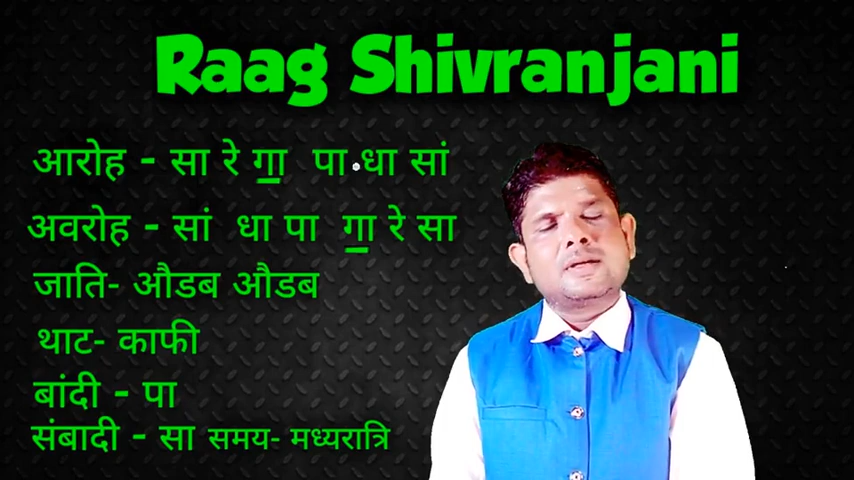 Raag Shivranjani
आरोह - सा रे गा॒ पा धा सां
अवरोह - सां धा पा गा॒ रे सा
जाति- औडब औडब
थाट- काफी
बांदी - पा
संबादी - सा समय- मध्यरात्रि